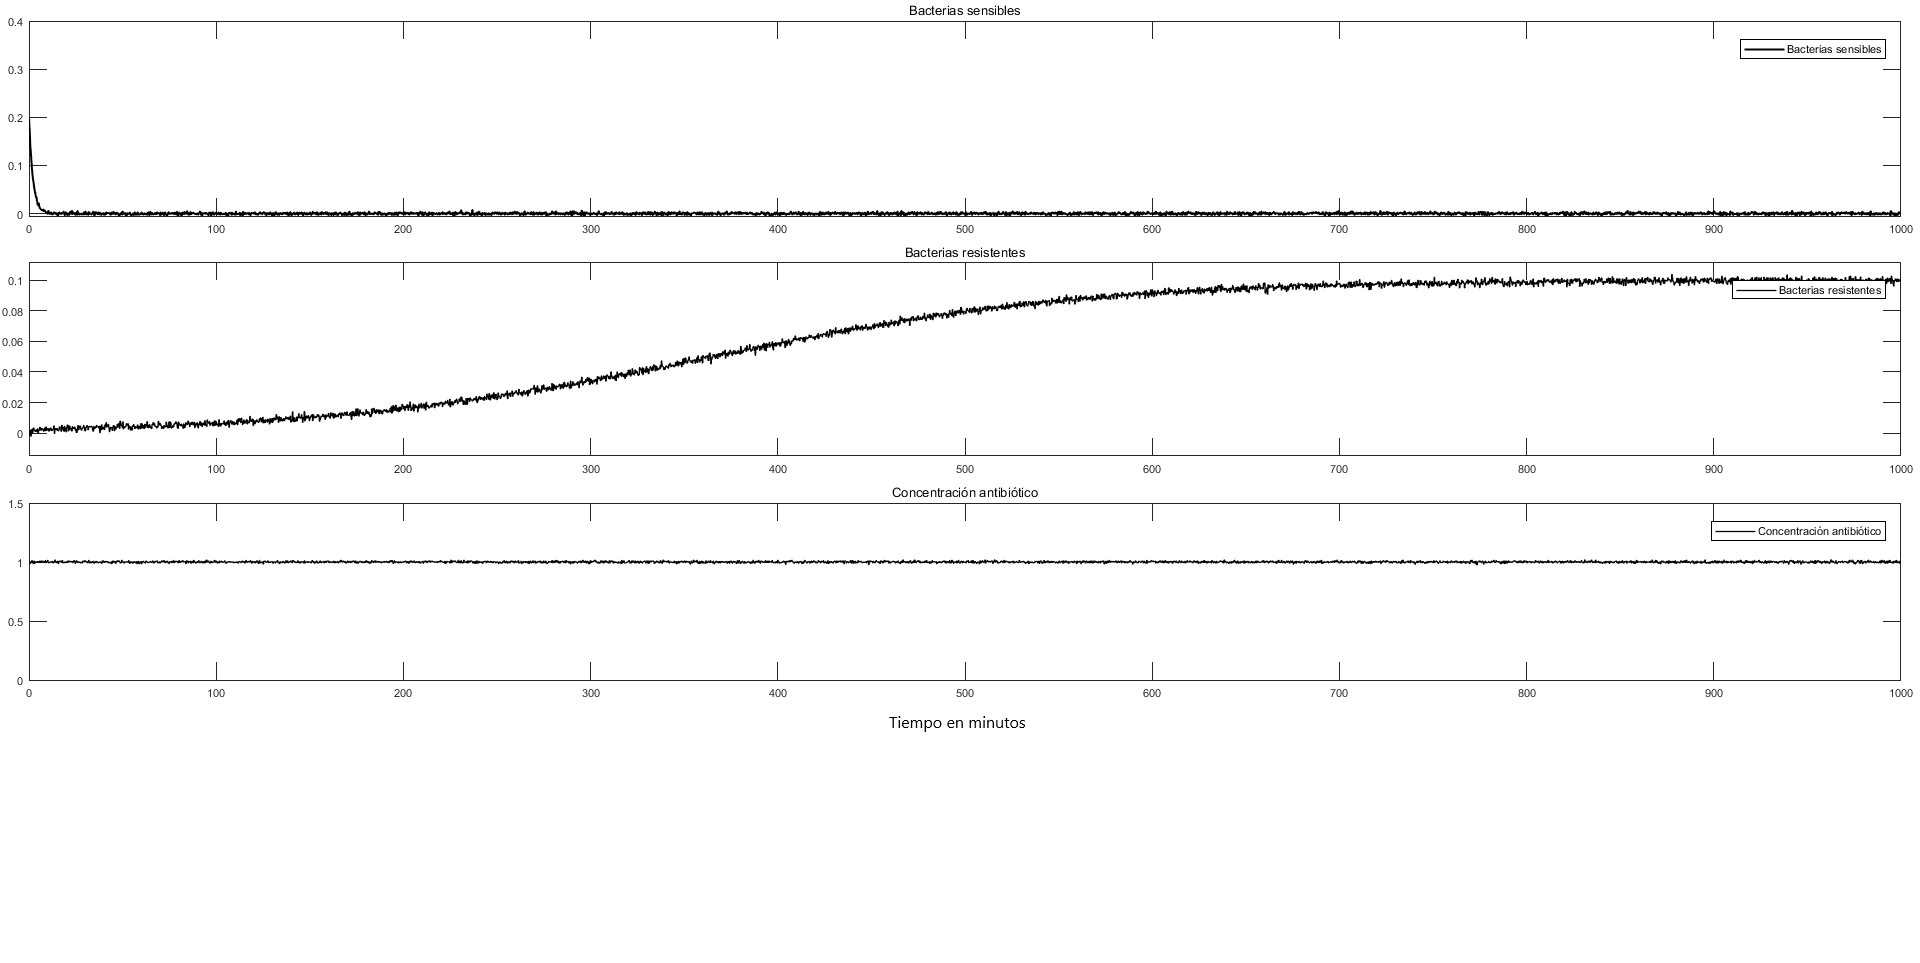 Bacterias sensibles
0.4
Bacterias sensibles
0.3
0.2
0.1
0
0 100 200 300 400 500 600 700 800 900 1000
Bacterias resistentes
0.1
Bacterias resistentes
0.08
0.06
0.04
0.02
0
0 100 200 300 400 500 600 700 800 900 1000
Concentración antibiótico
1.5
Concentración antibiótico
1
0.5
0
0 100 200 300 400 500 600 700 800 900 1000
Tiempo en minutos